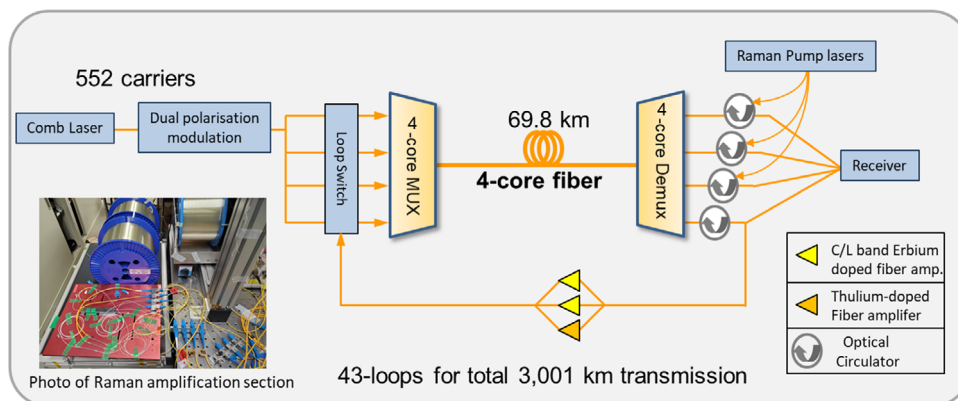 552 carriers
Comb Laser
Dual polarisation
modulation
Loop Switch
4 -core MUX
69.8 km
4-core fiber
4 -core Demux
Raman Pump lasers
Receiver
C/L band Erbium
doped fiber amp.
Thulium-doped
Fiber amplifer
Optical
Circulator
Photo of Raman amplification section
43-loops for total 3,001 km transmission